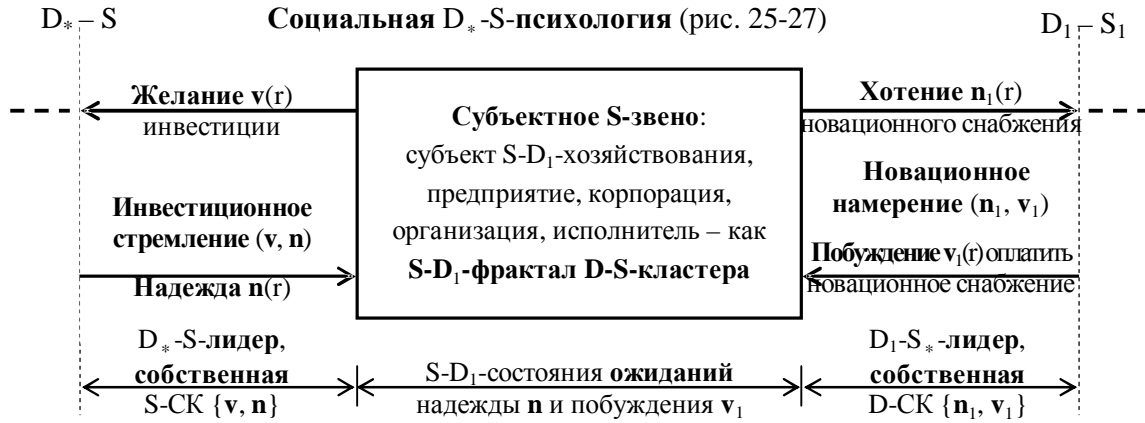 D* – S
Социальная D*-S-психология (рис. 25-27)
D₁ – S₁
Желание v(r)
инвестиции
Инвестиционное
стремление (v, n)
Надежда n(r)
Субъектное S-звено:
субъект S-D₁-хозяйствования,
предприятие, корпорация,
организация, исполнитель – как
S-D₁-фрактал D-S-кластера
Хотение n₁(r)
новационного снабжения
Новационное
намерение (n₁, v₁)
Побуждение v₁(r) оплатить
новационное снабжение
D*-S-лидер,
собственная
S-СК {v, n}
S-D₁-состояния ожиданий
надежды n и побуждения v₁
D₁-S*-лидер,
собственная
D-СК {n₁, v₁}